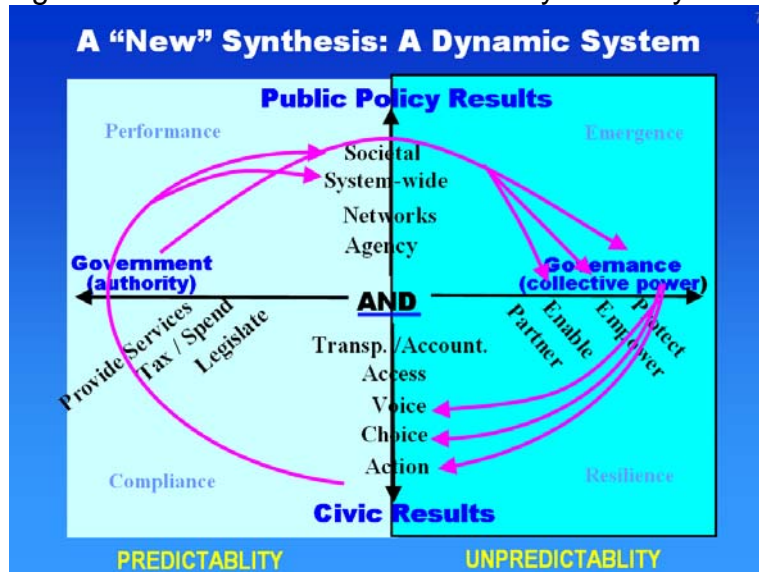 A “New” Synthesis: A Dynamic System
Public Policy Results
Performance
Emergence
Societal
System-wide
Networks
Agency
Government
(authority)
Governance
(collective power)
AND
Provide Services
Tax / Spend
Legislate
Partner
Enable
Empower
Protect
Transp. /Account.
Access
Voice
Choice
Action
Compliance
Resilience
Civic Results
PREDICTABLITY
UNPREDICTABLITY